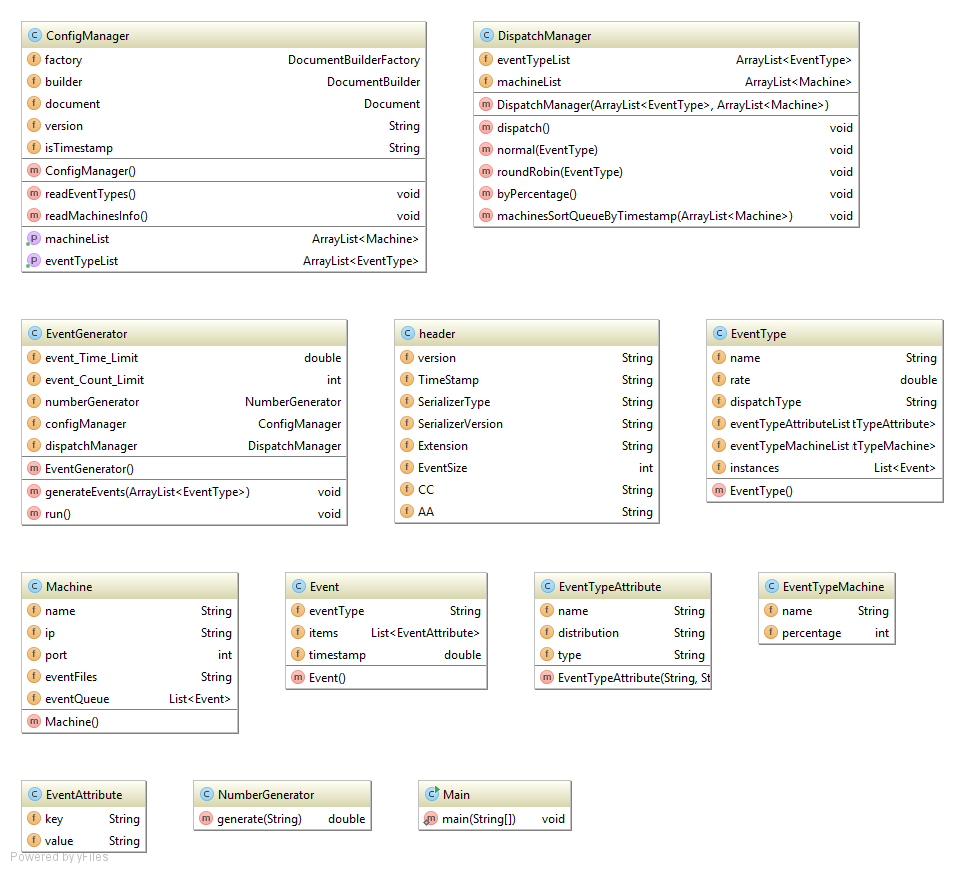 ConfigManager
factory DocumentBuilderFactory
builder DocumentBuilder
document Document
version String
isTimestamp String
ConfigManager()
readEventTypes() void
readMachinesInfo() void
machineList ArrayList<Machine>
eventTypeList ArrayList<EventType>
DispatchManager
eventTypeList ArrayList<EventType>
machineList ArrayList<Machine>
DispatchManager(ArrayList<EventType>, ArrayList<Machine>)
dispatch() void
normal(EventType) void
roundRobin(EventType) void
byPercentage() void
machinesSortQueueByTimestamp(ArrayList<Machine>) void
EventGenerator
event_Time_Limit double
event_Count_Limit int
numberGenerator NumberGenerator
configManager ConfigManager
dispatchManager DispatchManager
EventGenerator()
generateEvents(ArrayList<EventType>) void
run() void
header
version String
TimeStamp String
SerializerType String
SerializerVersion String
Extension String
EventSize int
CC String
AA String
EventType
name String
rate double
dispatchType String
eventTypeAttributeList tTypeAttribute>
eventTypeMachineList tTypeMachine>
instances List<Event>
EventType()
Machine
name String
ip String
port int
eventFiles String
eventQueue List<Event>
Machine()
Event
eventType String
items List<EventAttribute>
timestamp double
Event()
EventTypeAttribute
name String
distribution String
type String
EventTypeAttribute(String, St
EventTypeMachine
name String
percentage int
EventAttribute
key String
value String
NumberGenerator
generate(String) double
Main
main(String[]) void
Powered by yFiles